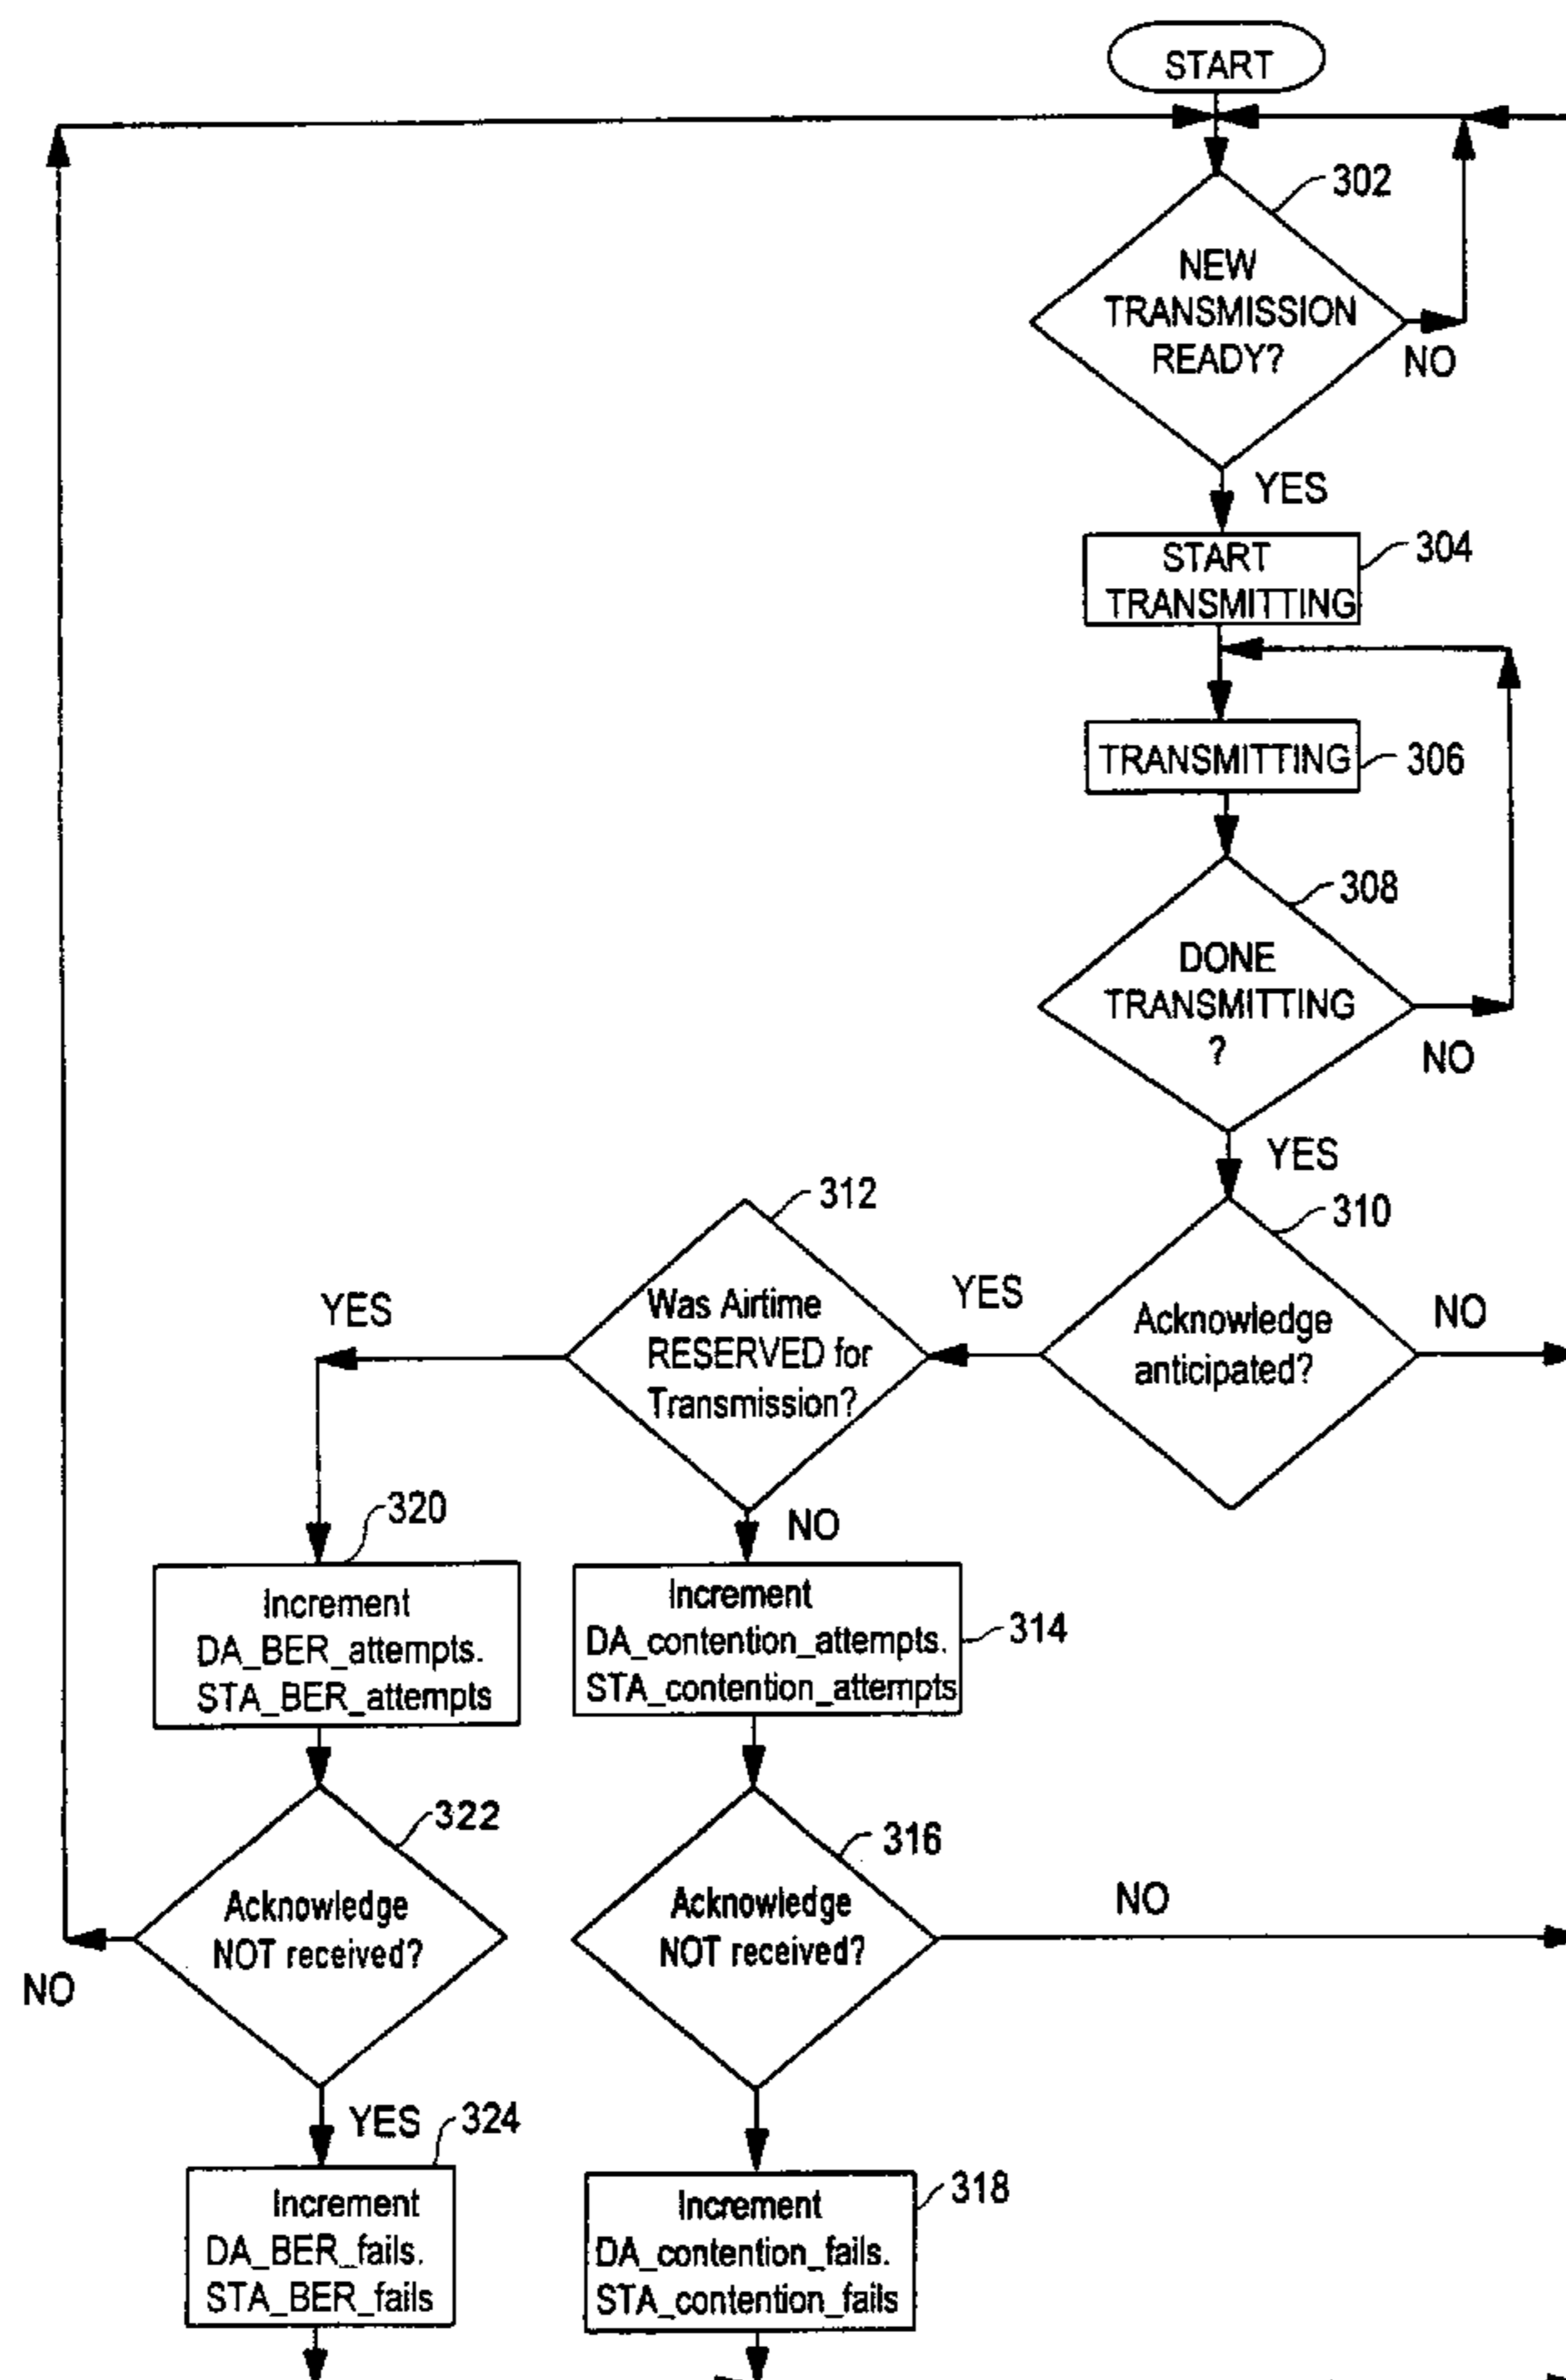 START
302
NEW
TRANSMISSION
READY?
NO
YES
START
TRANSMITTING
304
TRANSMITTING
306
308
DONE
TRANSMITTING
?
NO
YES
310
Acknowledge
anticipated?
NO
YES
312
Was Airtime
RESERVED for
Transmission?
YES
NO
320
Increment
DA_BER_attempts.
STA_BER_attempts
Increment
DA_contention_attempts.
STA_contention_attempts
314
322
Acknowledge
NOT received?
NO
YES
316
Acknowledge
NOT received?
NO
324
Increment
DA_BER_fails.
STA_BER_fails
318
Increment
DA_contention_fails.
STA_contention_fails